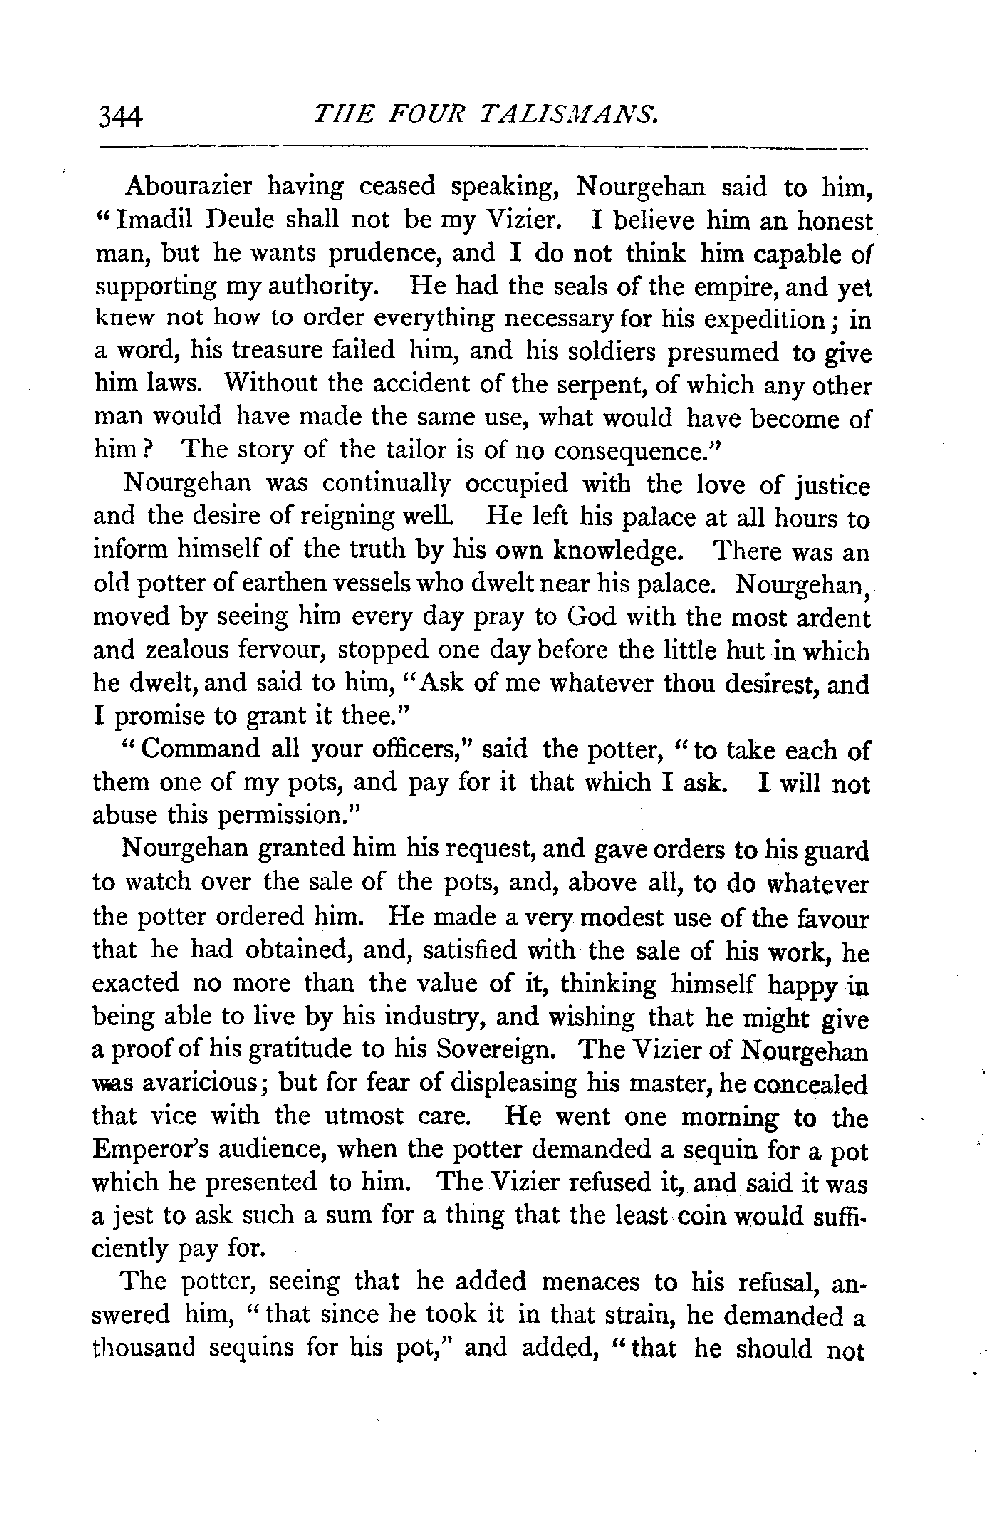 344 THE FOUR TALISMANS.
Abourazier having ceased speaking, Nourgehan said to him,
“Imadil Deule shall not be my Vizier. I believe him an honest
man, but he wants prudence, and I do not think him capable of
supporting my authority. He had the seals of the empire, and yet
knew not how to order everything necessary for his expedition; in
a word, his treasure failed him, and his soldiers presumed to give
him laws. Without the accident of the serpent, of which any other
man would have made the same use, what would have become of
him? The story of the tailor is of no consequence.”
Nourgehan was continually occupied with the love of justice
and the desire of reigning well. He left his palace at all hours to
inform himself of the truth by his own knowledge. There was an
old potter of earthen vessels who dwelt near his palace. Nourgehan,
moved by seeing him every day pray to God with the most ardent
and zealous fervour, stopped one day before the little hut in which
he dwelt, and said to him, “Ask of me whatever thou desirest, and
I promise to grant it thee.”
“Command all your officers,” said the potter, “to take each of
them one of my pots, and pay for it that which I ask. I will not
abuse this permission.”
Nourgehan granted him his request, and gave orders to his guard
to watch over the sale of the pots, and, above all, to do whatever
the potter ordered him. He made a very modest use of the favour
that he had obtained, and, satisfied with the sale of his work, he
exacted no more than the value of it, thinking himself happy in
being able to live by his industry, and wishing that he might give
a proof of his gratitude to his Sovereign. The Vizier of Nourgehan
was avaricious; but for fear of displeasing his master, he concealed
that vice with the utmost care. He went one morning to the
Emperor’s audience, when the potter demanded a sequin for a pot
which he presented to him. The Vizier refused it, and said it was
a jest to ask such a sum for a thing that the least coin would suffi-
ciently pay for.
The potter, seeing that he added menaces to his refusal, an-
swered him, “that since he took it in that strain, he demanded a
thousand sequins for his pot,” and added, “that he should not